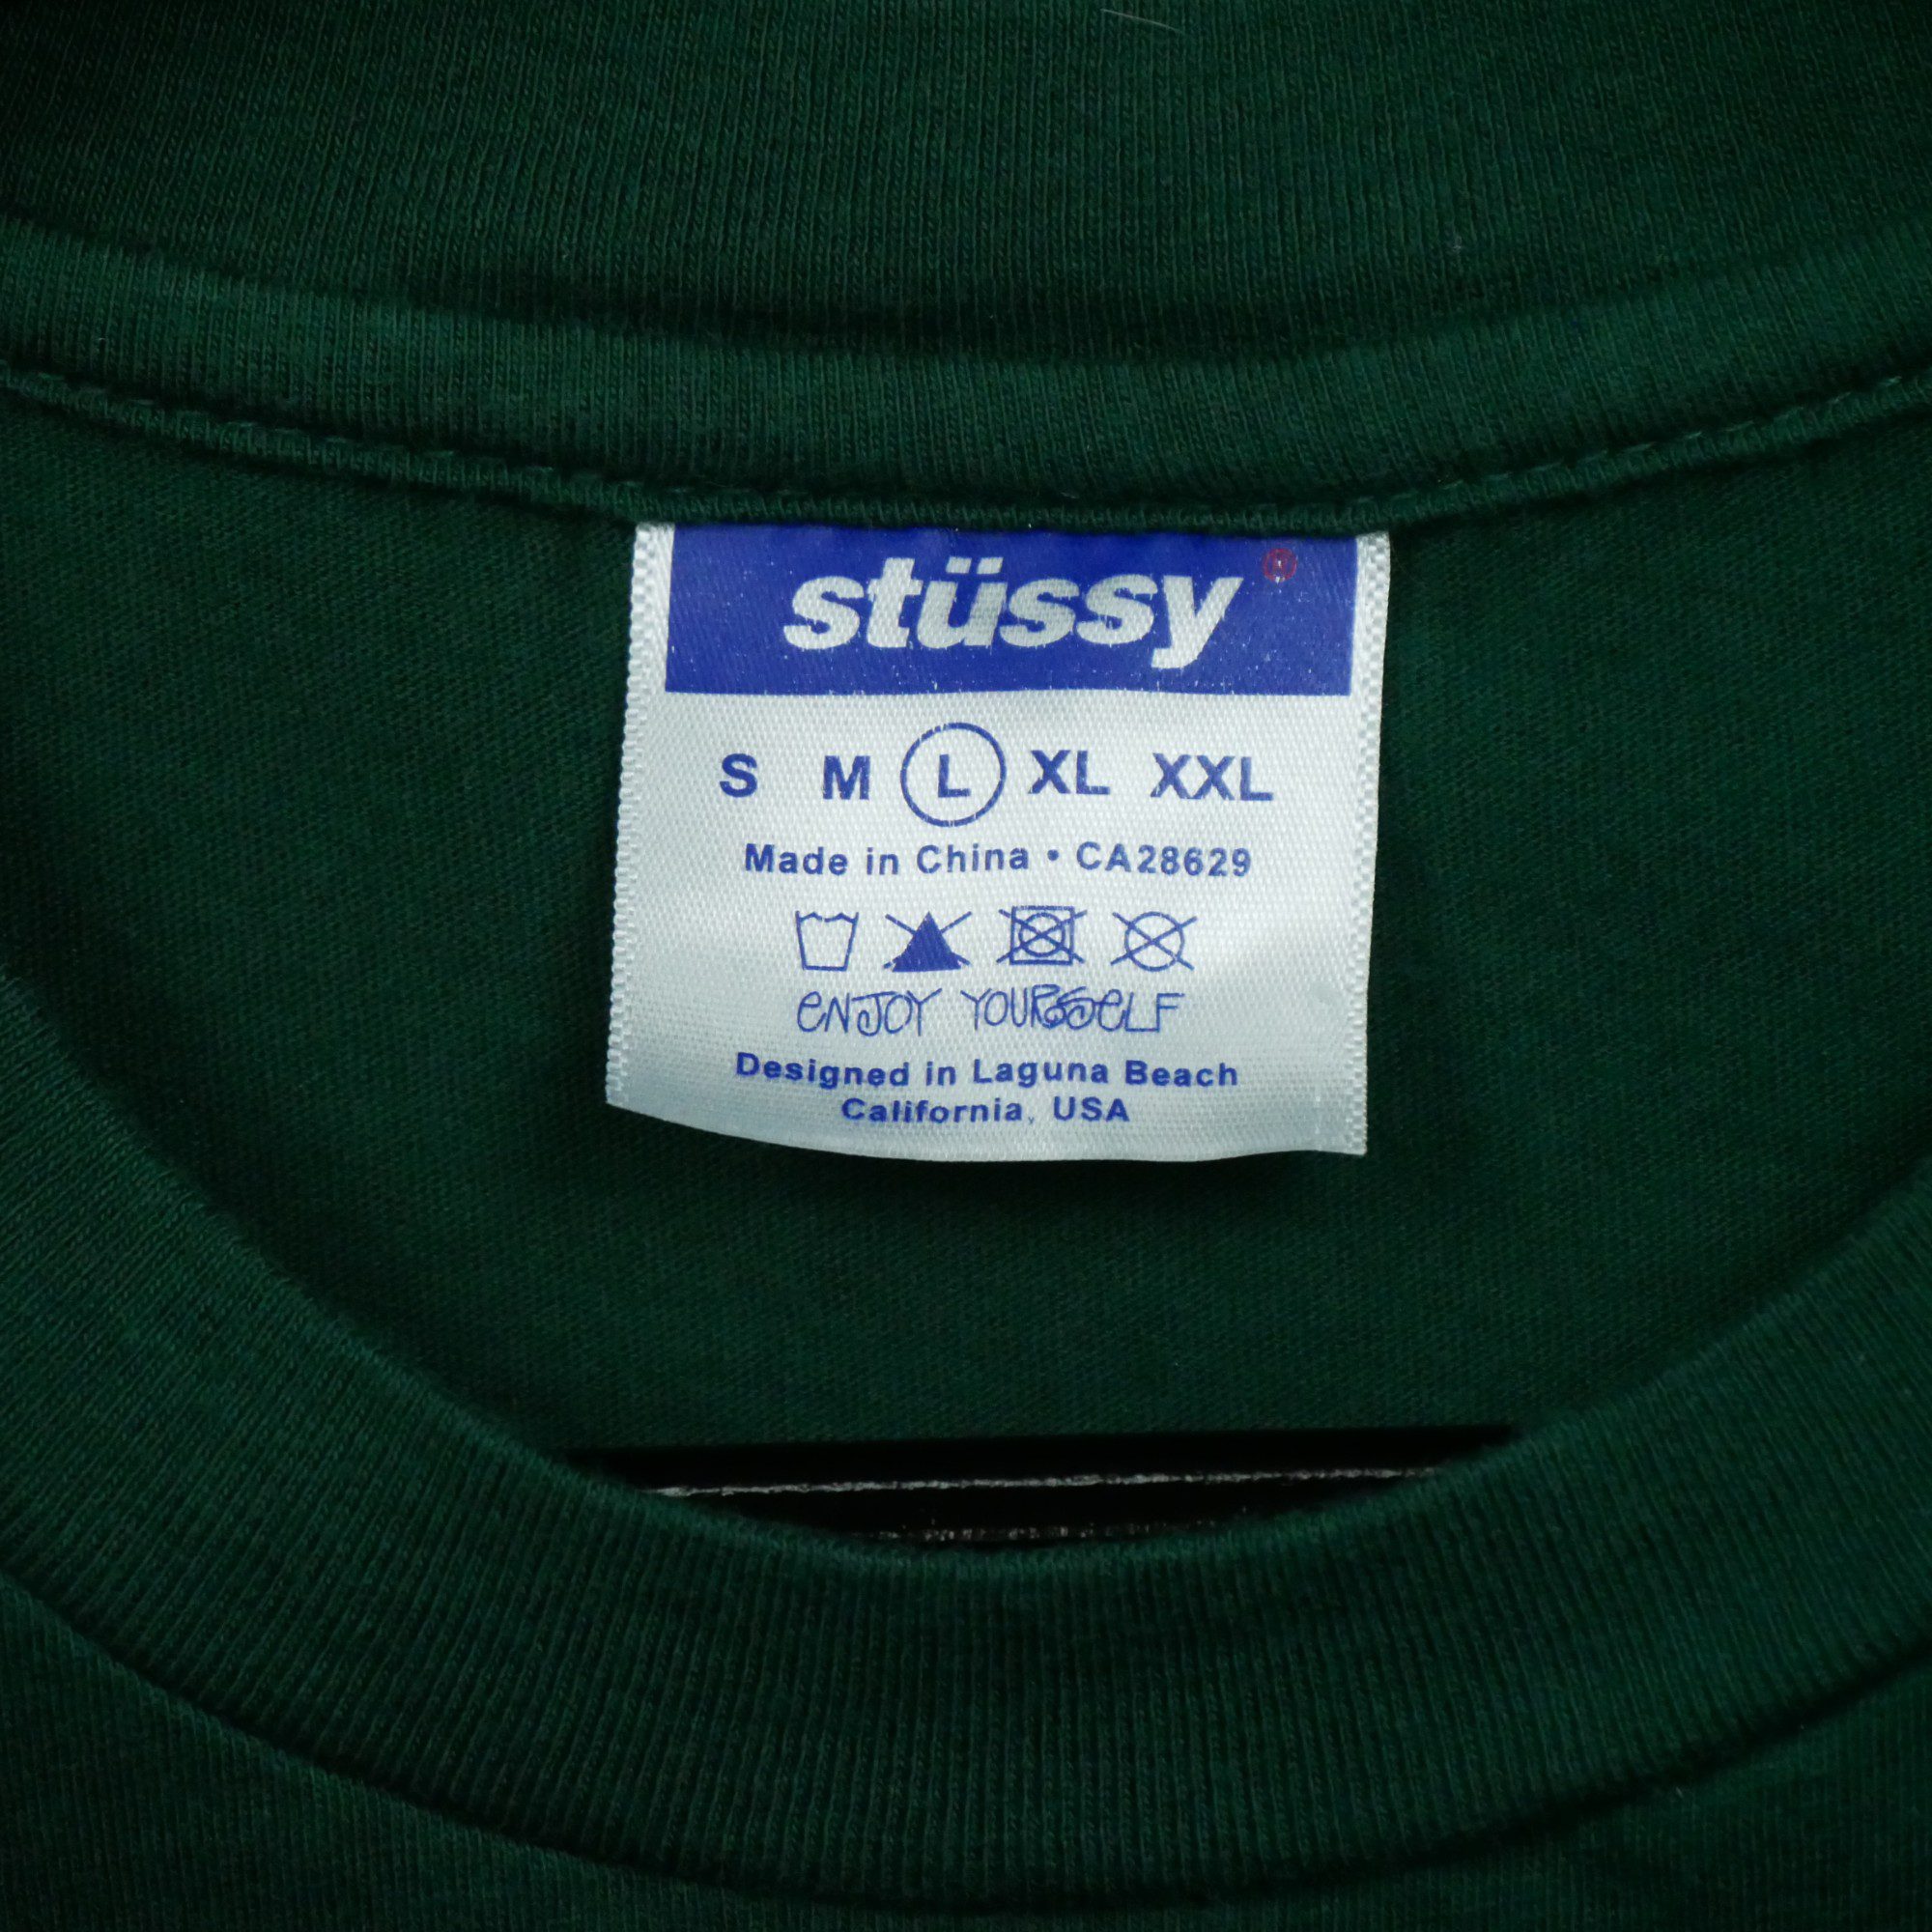 stüssy ®
S M L XL XXL
Made in China • CA28629
ENJOY YOURSELF
Designed in Laguna Beach
California, USA